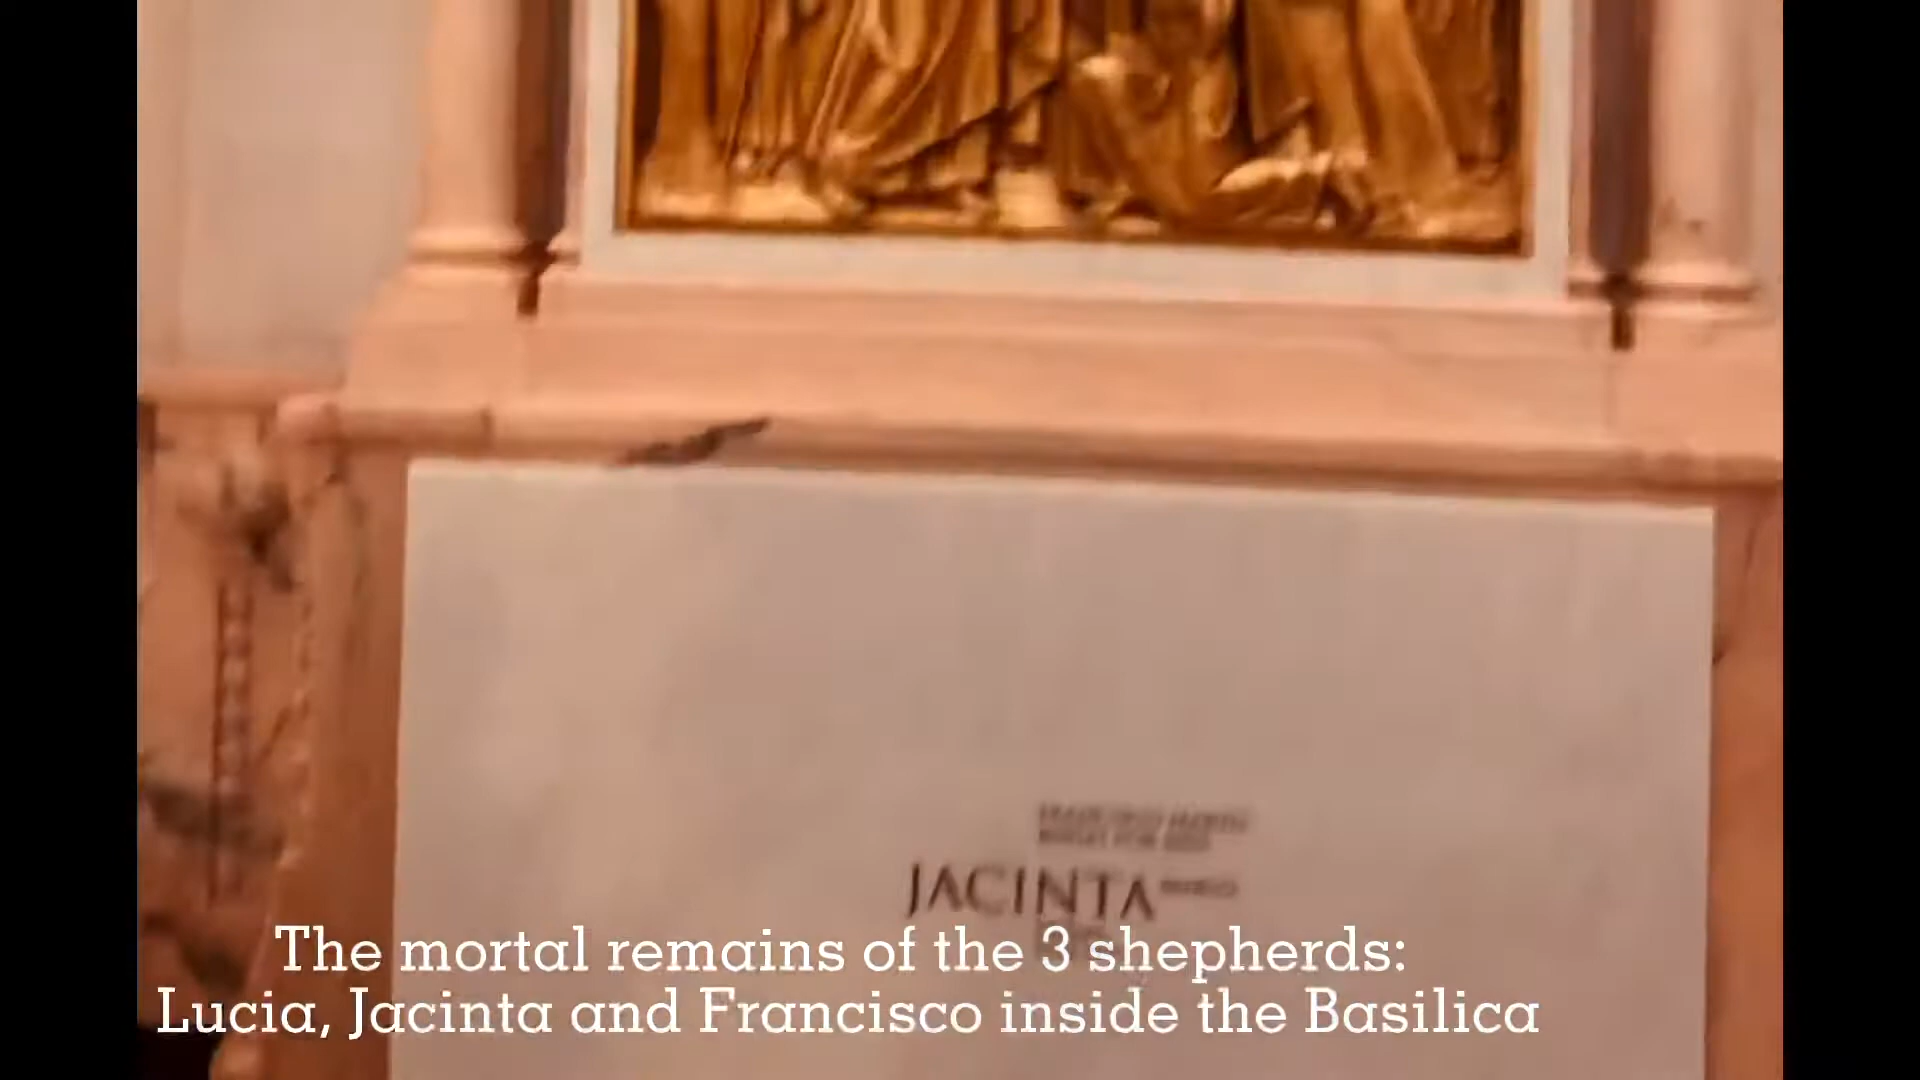 JACINTA
The mortal remains of the 3 shepherds:
Lucia, Jacinta and Francisco inside the Basilica